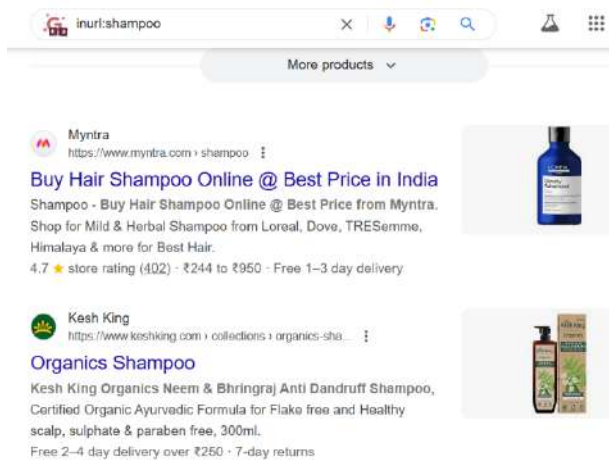 inurl:shampoo
More products
Myntra
https://www.myntra.com › shampoo
Buy Hair Shampoo Online @ Best Price in India
Shampoo - Buy Hair Shampoo Online @ Best Price from Myntra.
Shop for Mild & Herbal Shampoo from Loreal, Dove, TRESemme,
Himalaya & more for Best Hair.
4.7 ★ store rating (402) · ₹244 to ₹950 · Free 1–3 day delivery
Kesh King
https://www.keshking.com › collections › organics-sha...
Organics Shampoo
Kesh King Organics Neem & Bhringraj Anti Dandruff Shampoo,
Certified Organic Ayurvedic Formula for Flake free and Healthy
scalp, sulphate & paraben free, 300ml.
Free 2–4 day delivery over ₹250 · 7-day returns